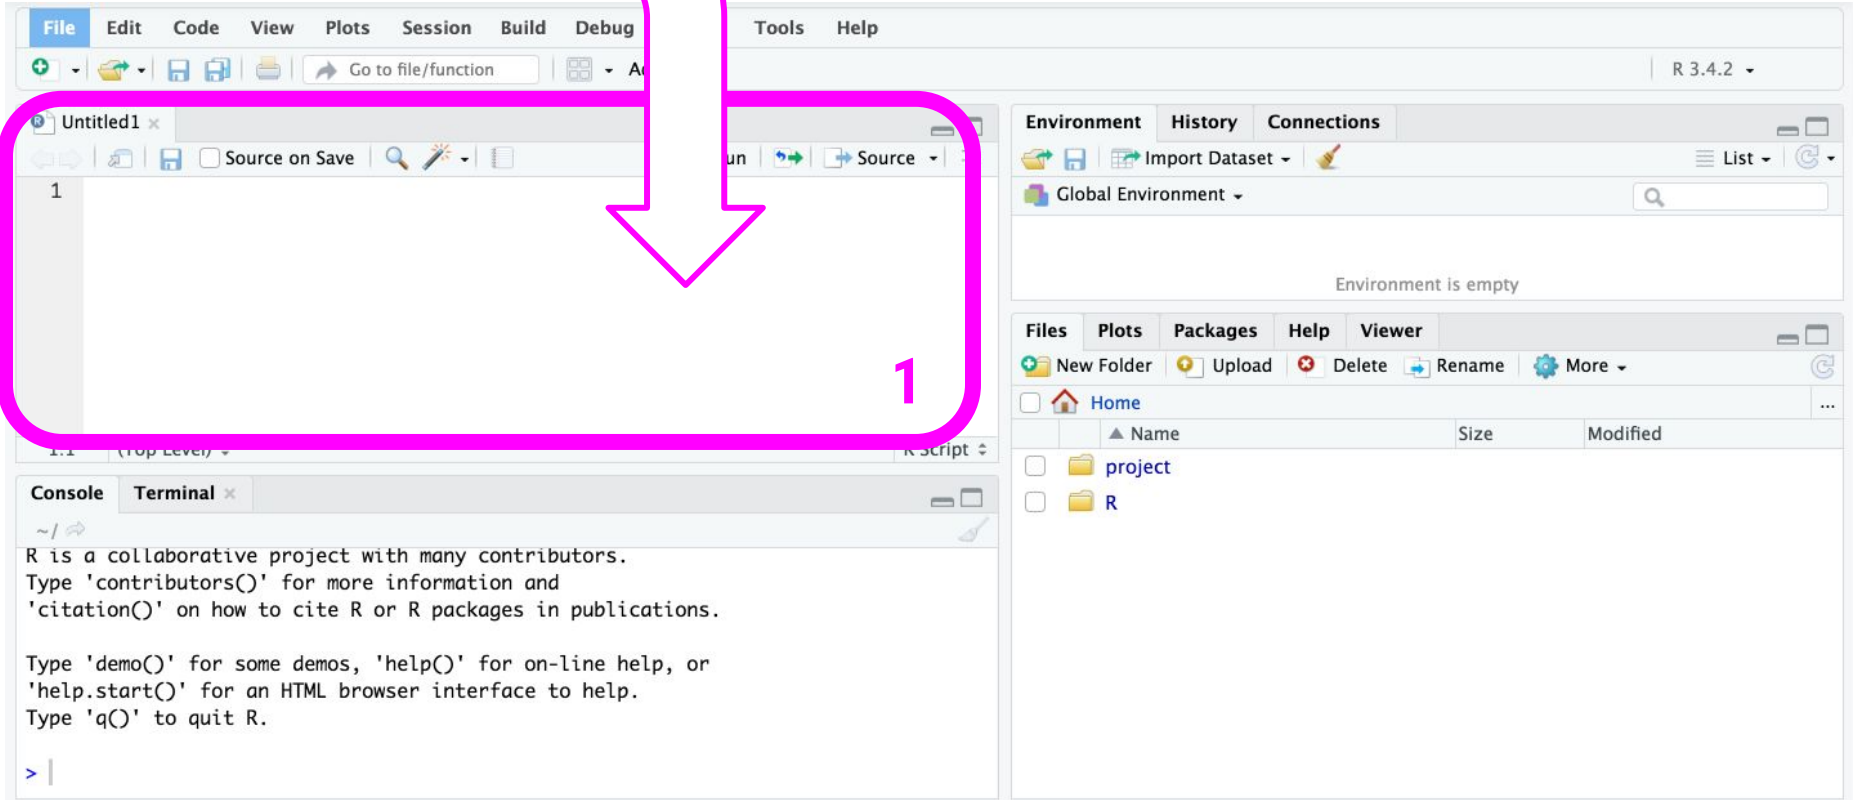 File Edit Code View Plots Session Build Debug Tools Help
Go to file/function
R 3.4.2
Untitled1
Source on Save Source
1
1
Environment History Connections
Import Dataset List
Global Environment
Environment is empty
Files Plots Packages Help Viewer
New Folder Upload Delete Rename More
Home ...
Name Size Modified
project
R
Console Terminal
~/
R is a collaborative project with many contributors.
Type 'contributors()' for more information and
'citation()' on how to cite R or R packages in publications.
Type 'demo()' for some demos, 'help()' for on-line help, or
'help.start()' for an HTML browser interface to help.
Type 'q()' to quit R.
>